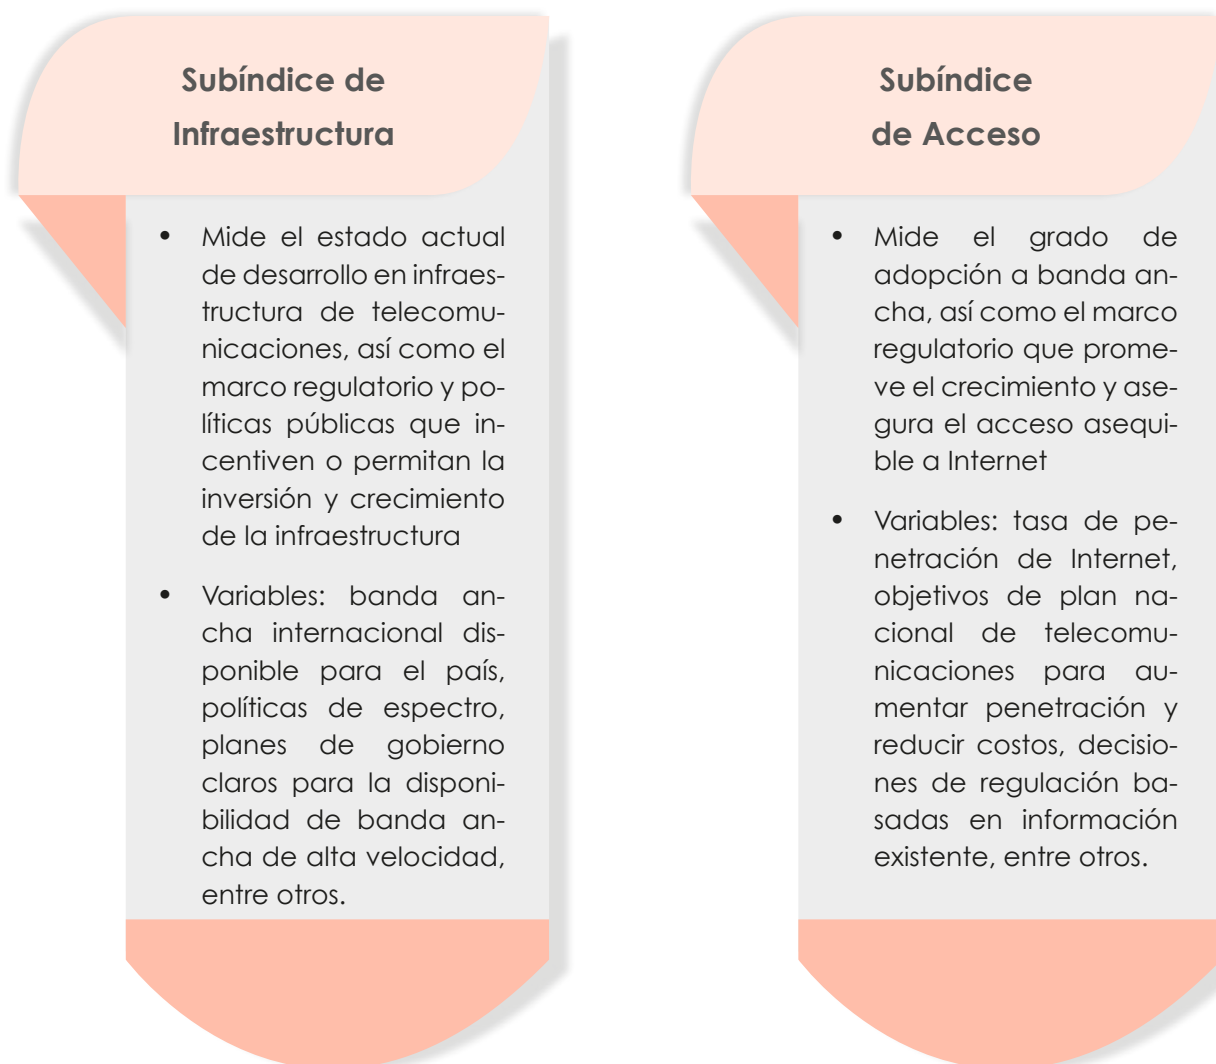 Subíndice de
Infraestructura
• Mide el estado actual
de desarrollo en infraes-
tructura de telecomu-
nicaciones, así como el
marco regulatorio y po-
líticas públicas que in-
centiven o permitan la
inversión y crecimiento
de la infraestructura
• Variables: banda an-
cha internacional dis-
ponible para el país,
políticas de espectro,
planes de gobierno
claros para la disponi-
bilidad de banda an-
cha de alta velocidad,
entre otros.
Subíndice
de Acceso
• Mide el grado de
adopción a banda an-
cha, así como el marco
regulatorio que prome-
ve el crecimiento y ase-
gura el acceso asequi-
ble a Internet
• Variables: tasa de pe-
netración de Internet,
objetivos de plan na-
cional de telecomu-
nicaciones para au-
mentar penetración y
reducir costos, decisio-
nes de regulación ba-
sadas en información
existente, entre otros.